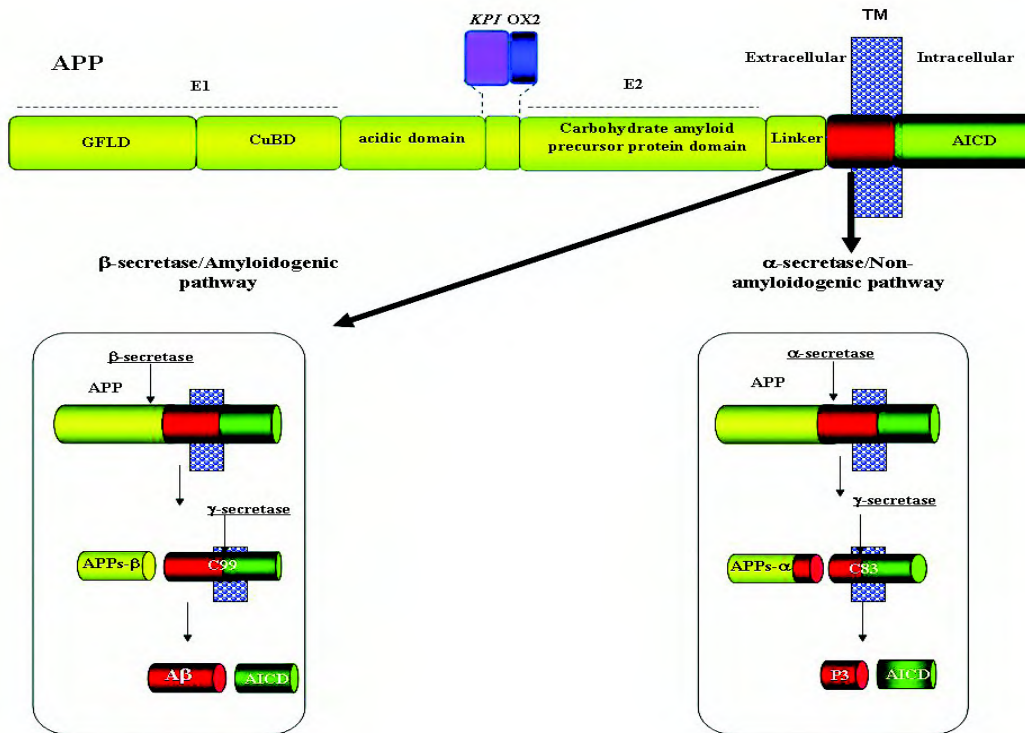 TM
KPI OX2
Extracellular Intracellular
APP
E1
E2
GFLD
CuBD
acidic domain
Carbohydrate amyloid
precursor protein domain
Linker
AICD
β-secretase/Amyloidogenic
pathway
α-secretase/Non-
amyloidogenic pathway
β-secretase
APP
γ-secretase
APPs-β
C99
Aβ
AICD
α-secretase
APP
γ-secretase
APPs-α
C83
P3
AICD